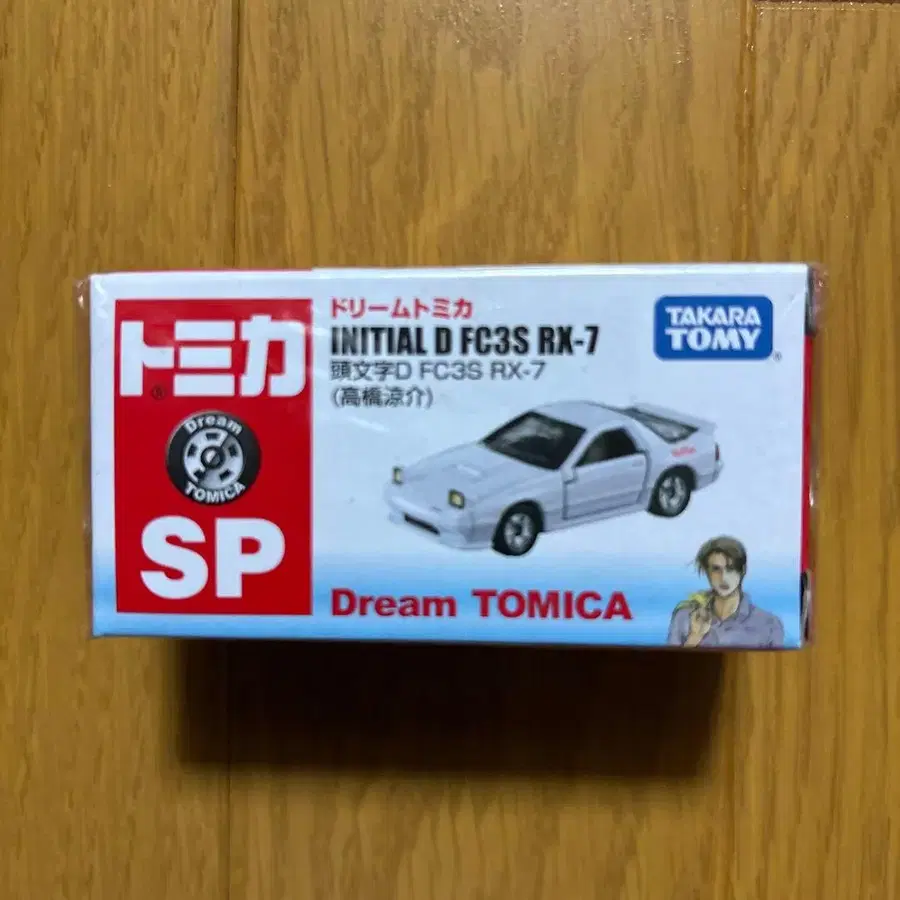 トミカ
®
Dream
TOMICA
SP
ドリームトミカ
INITIAL D FC3S RX-7
頭文字D FC3S RX-7
(高橋涼介)
TAKARA
TOMY
®
Dream TOMICA